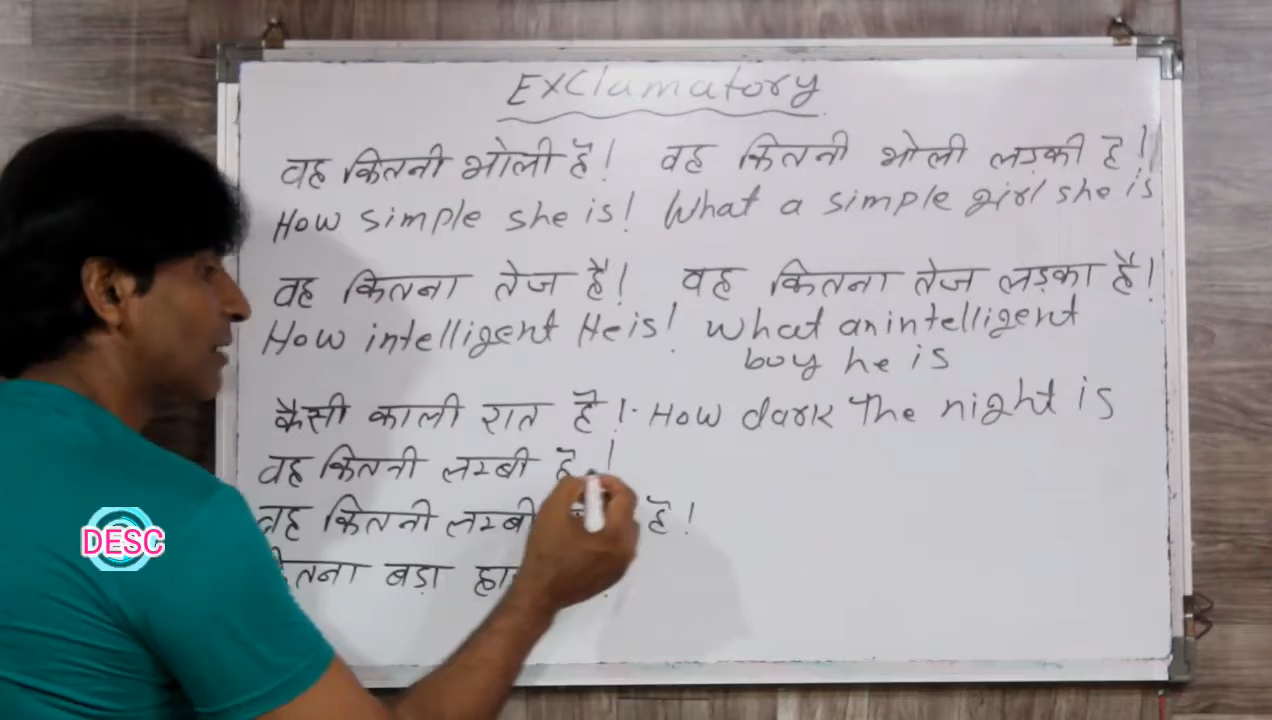 Exclamatory
वह कितनी भोली है! वह कितनी भोली लड़की है!
How simple she is! What a simple girl she is
वह कितना तेज है! वह कितना तेज लड़का है!
How intelligent He is! What an intelligent
boy he is
कैसी काली रात है!. How dark The night is
वह कितनी लम्बी है !
वह कितनी लम्बी है !
बड़ा
DESC